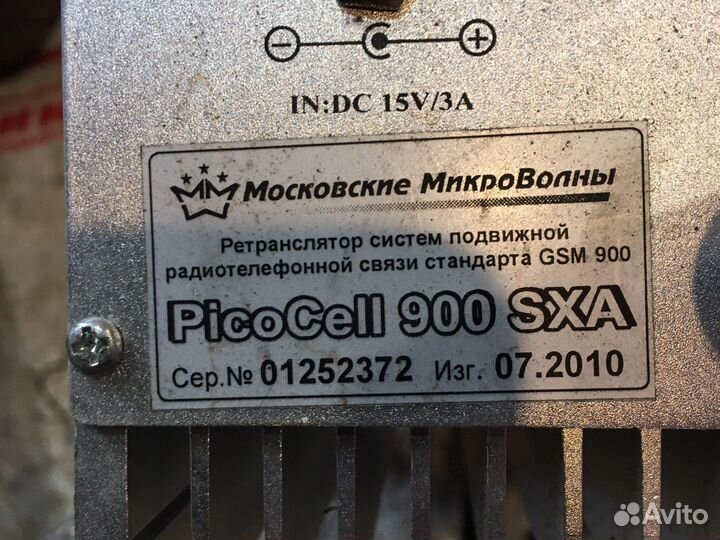 IN:DC 15V/3A
Московские МикроВолны
Ретранслятор систем подвижной
радиотелефонной связи стандарта GSM 900
PicoCell 900 SXA
Сер.№ 01252372 Изг. 07.2010
Avito